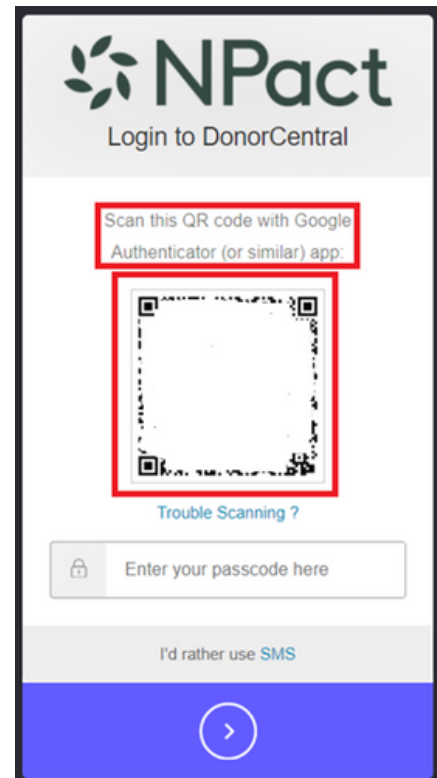 NPact
Login to DonorCentral
Scan this QR code with Google
Authenticator (or similar) app:
Trouble Scanning ?
Enter your passcode here
I'd rather use SMS